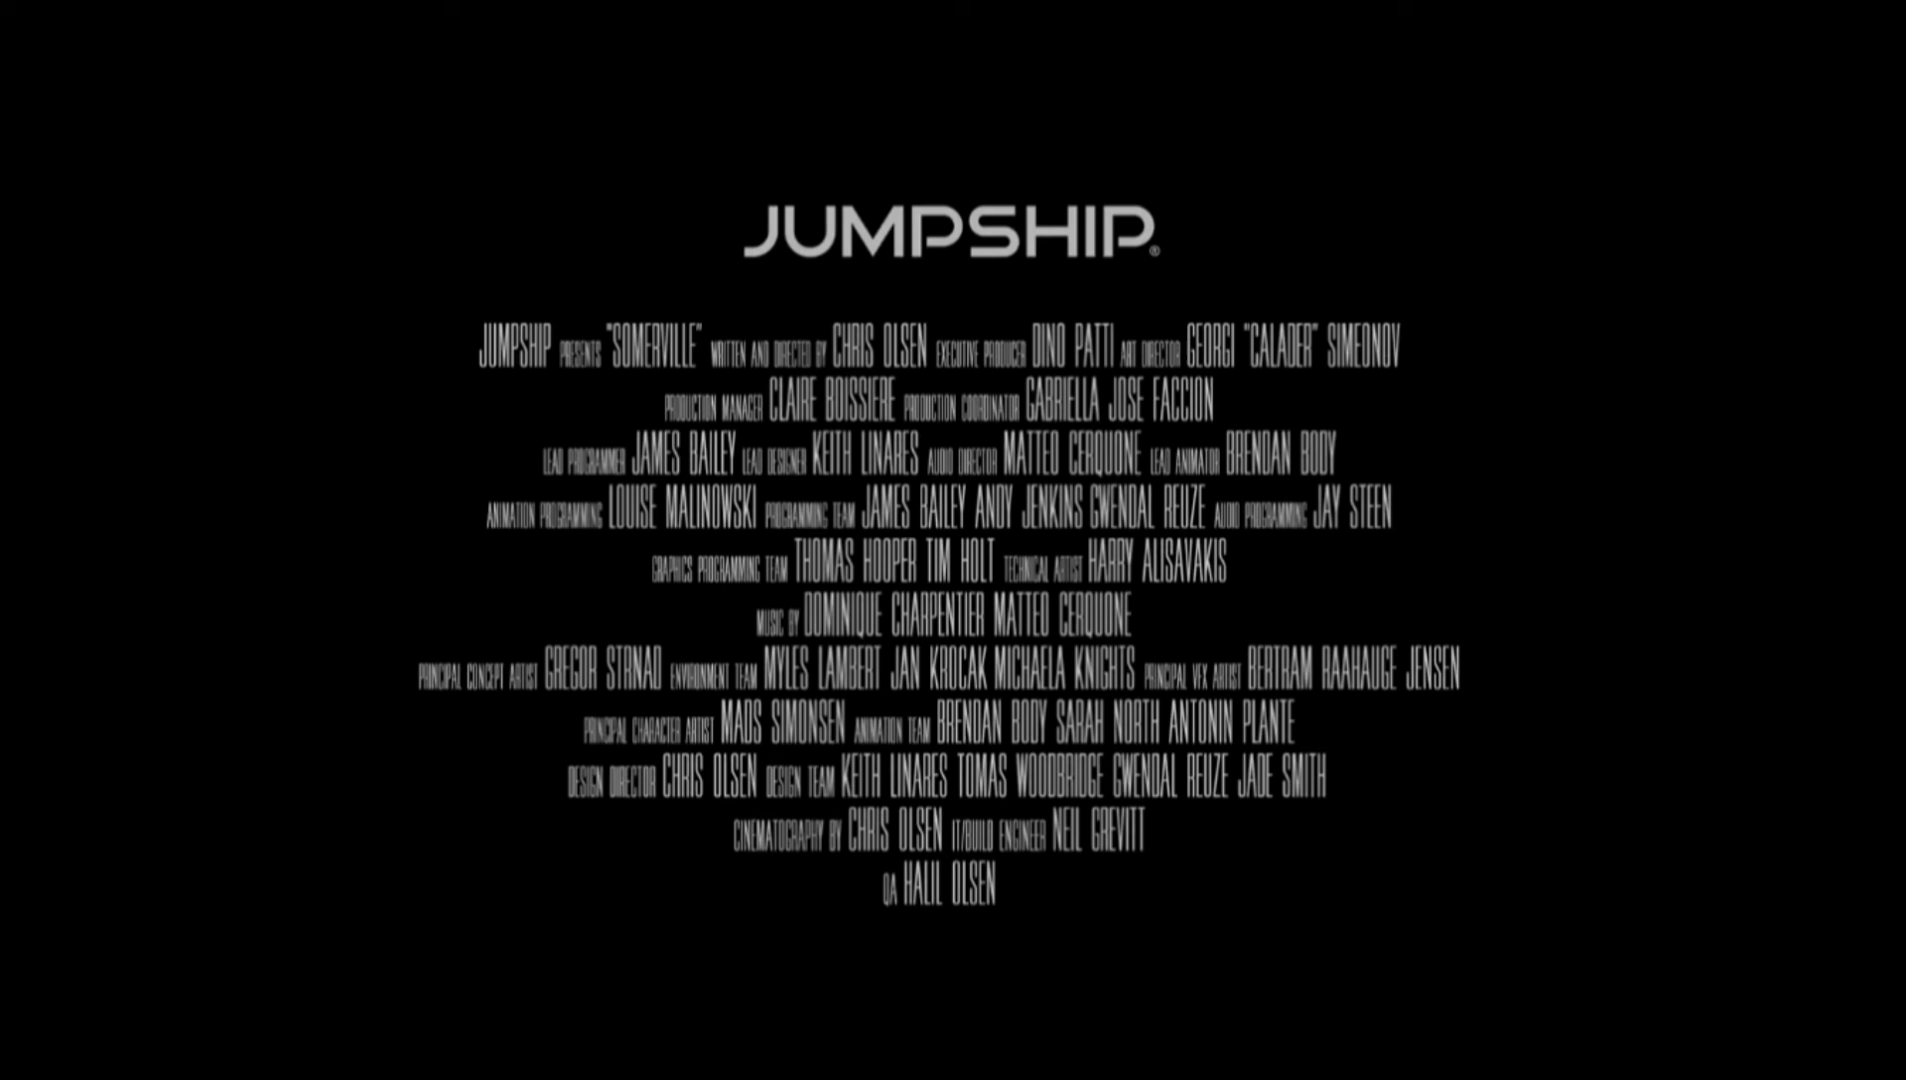 JUMPSHIP®
JUMPSHIP PRESENTS "SOMERVILLE" WRITTEN AND DIRECTED BY CHRIS OLSEN EXECUTIVE PRODUCER DINO PATTI ART DIRECTOR GEORGI "CALADER" SIMEONOV
PRODUCTION MANAGER CLAIRE BOISSIERE PRODUCTION COORDINATOR GABRIELLA JOSE FACCION
LEAD PROGRAMMER JAMES BAILEY LEAD DESIGNER KEITH LINARES AUDIO DIRECTOR MATTEO CERQUONE LEAD ANIMATOR BRENDAN BODY
ANIMATION PROGRAMMING LOUISE MALINOWSKI PROGRAMMING TEAM JAMES BAILEY ANDY JENKINS GWENDAL REUZE AUDIO PROGRAMMING JAY STEEN
GRAPHICS PROGRAMMING TEAM THOMAS HOOPER TIM HOLT TECHNICAL ARTIST HARRY ALISAVAKIS
MUSIC BY DOMINIQUE CHARPENTIER MATTEO CERQUONE
PRINCIPAL CONCEPT ARTIST GREGOR STRNAD ENVIRONMENT TEAM MYLES LAMBERT JAN KROCAK MICHAELA KNIGHTS PRINCIPAL VFX ARTIST BERTRAM RAAHAUGE JENSEN
PRINCIPAL CHARACTER ARTIST MADS SIMONSEN ANIMATION TEAM BRENDAN BODY SARAH NORTH ANTONIN PLANTE
DESIGN DIRECTOR CHRIS OLSEN DESIGN TEAM KEITH LINARES TOMAS WOODBRIDGE GWENDAL REUZE JADE SMITH
CINEMATOGRAPHY BY CHRIS OLSEN IT/BUILD ENGINEER NEIL GREVITT
QA HALIL OLSEN